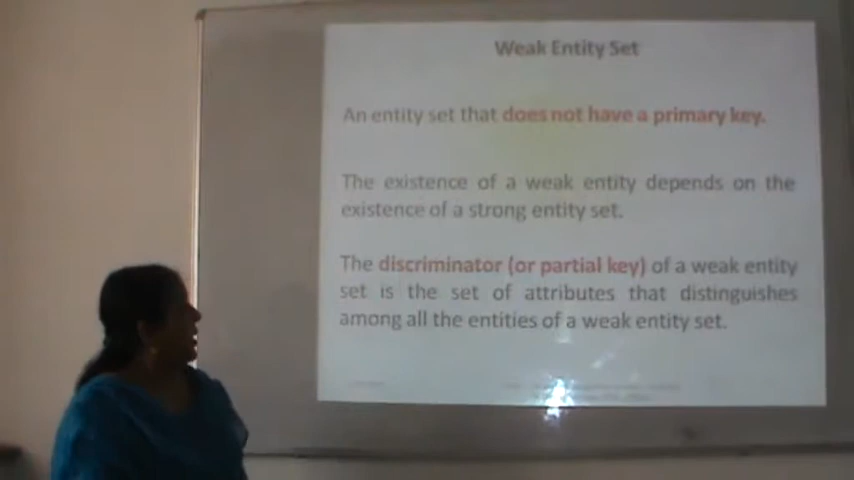 Weak Entity Set
An entity set that does not have a primary key.
The existence of a weak entity depends on the
existence of a strong entity set.
The discriminator (or partial key) of a weak entity
set is the set of attributes that distinguishes
among all the entities of a weak entity set.